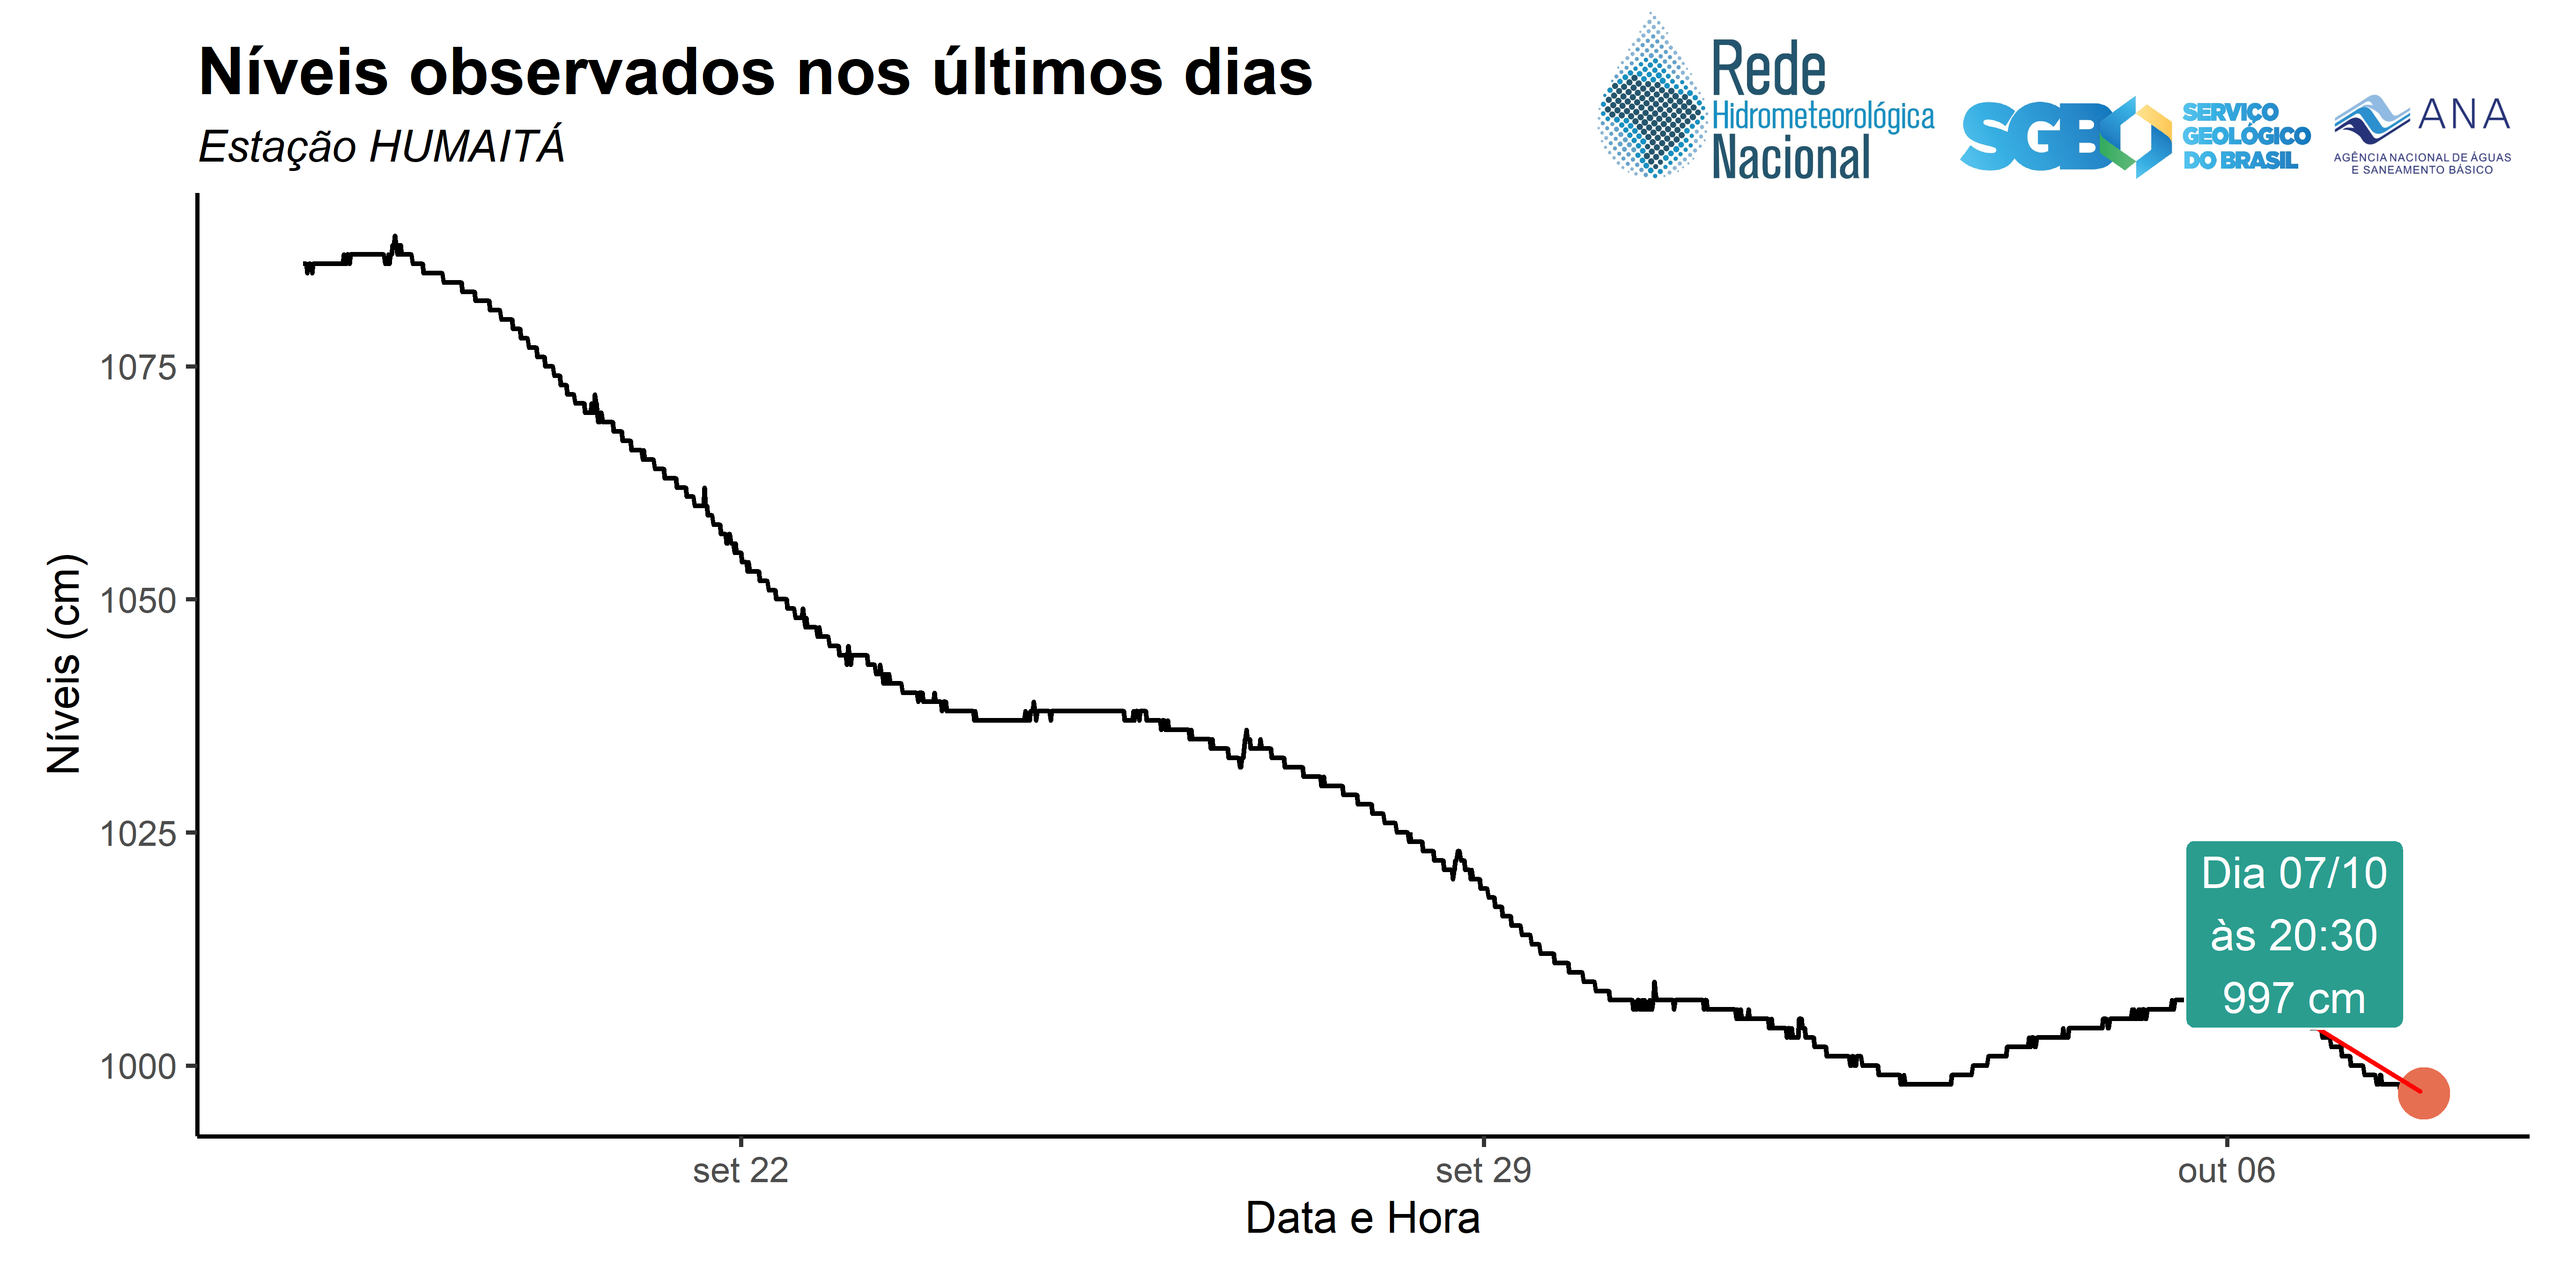 Níveis observados nos últimos dias
Estação HUMAITÁ
Rede
Hidrometeorológica
Nacional
SGB
SERVIÇO
GEOLÓGICO
DO BRASIL
ANA
AGÊNCIA NACIONAL DE ÁGUAS
E SANEAMENTO BÁSICO
Níveis (cm)
1075
1050
1025
1000
Dia 07/10
às 20:30
997 cm
set 22
set 29
out 06
Data e Hora